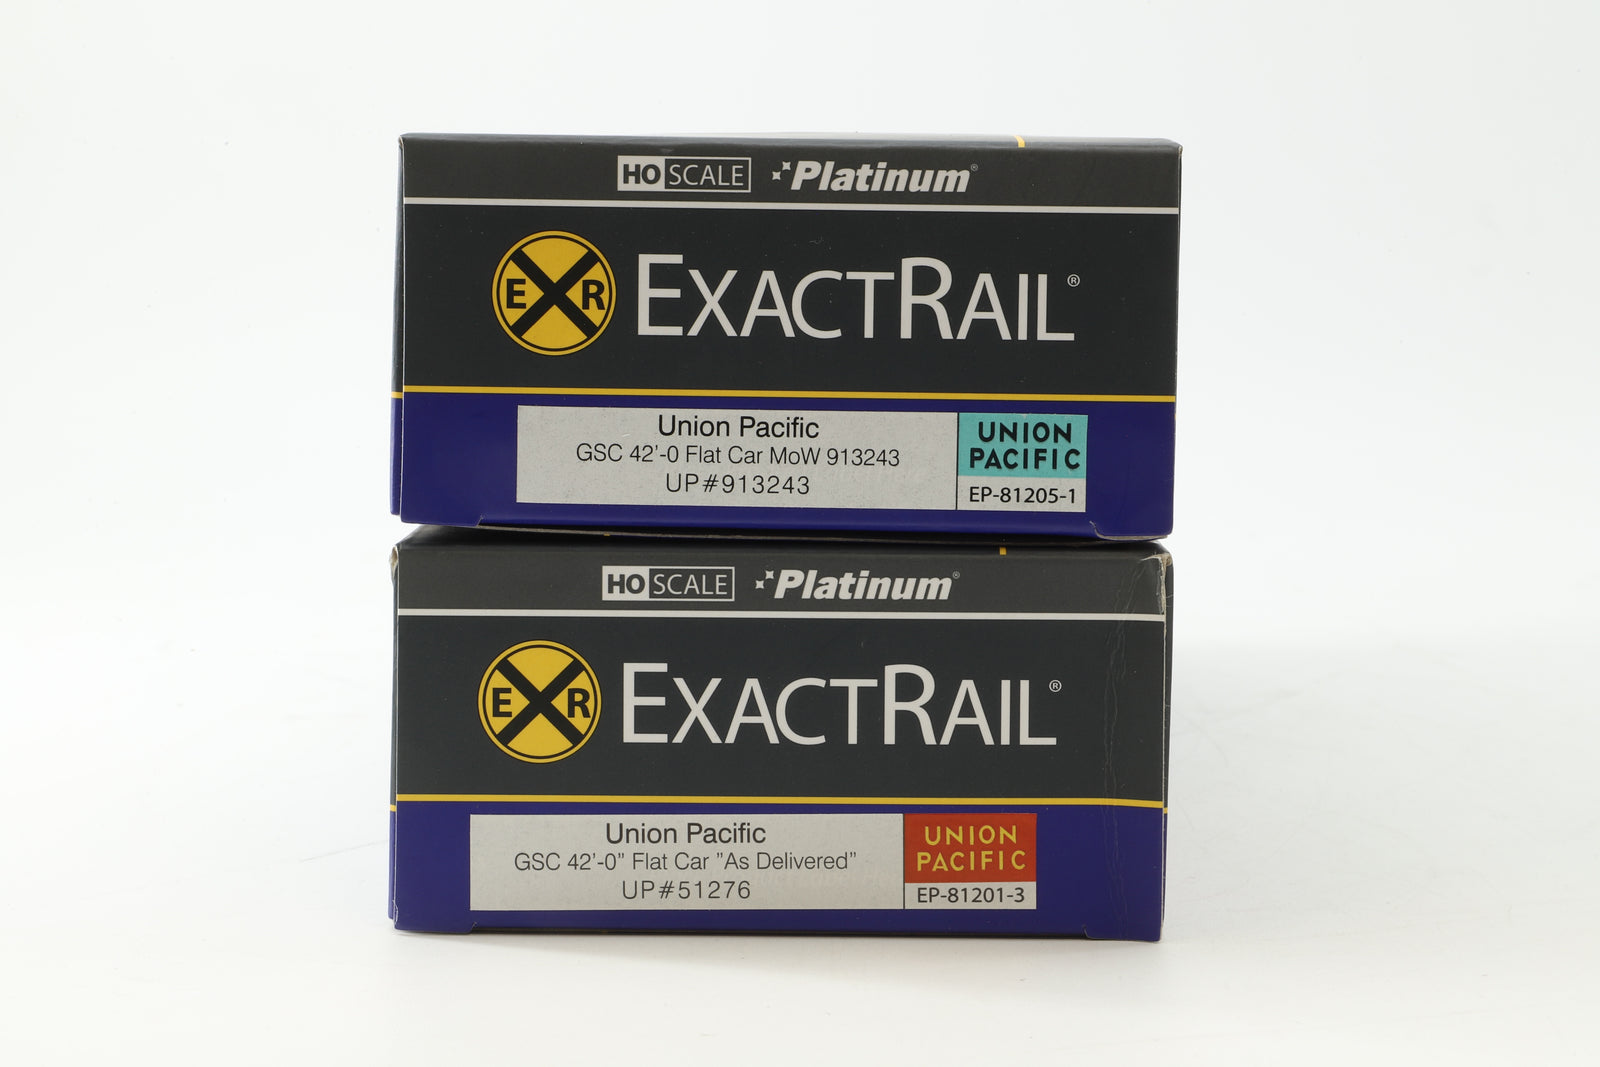 HO SCALE Platinum®
E X R EXACTRAIL®
Union Pacific
GSC 42'-0 Flat Car MoW 913243
UP#913243
UNION
PACIFIC
EP-81205-1
HO SCALE Platinum®
E X R EXACTRAIL®
Union Pacific
GSC 42'-0" Flat Car "As Delivered"
UP#51276
UNION
PACIFIC
EP-81201-3